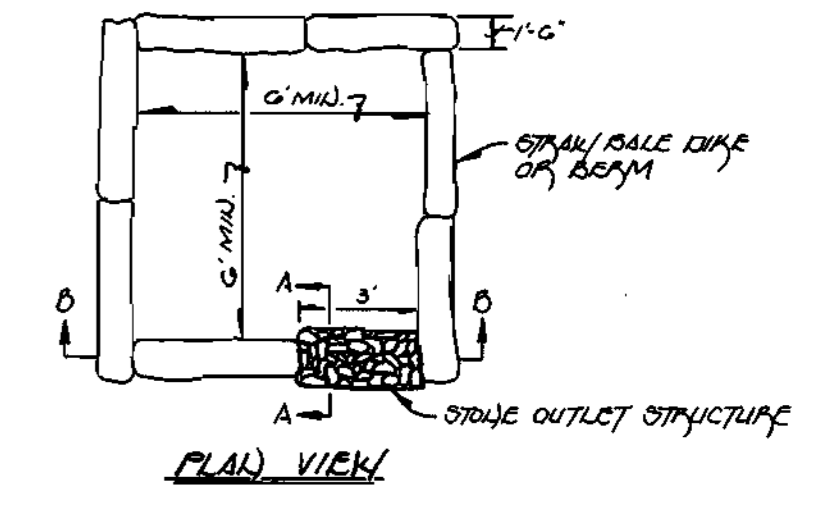 1'-6"
6' MIN.
STRAW BALE DIKE
OR BERM
6' MIN.
A
3'
B
B
A
STONE OUTLET STRUCTURE
PLAN VIEW